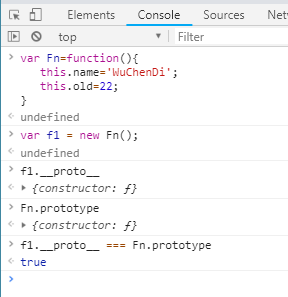 Elements Console Sources Network
top Filter
var Fn=function(){
this.name='WuChenDi';
this.old=22;
}
undefined
var f1 = new Fn();
undefined
f1.__proto__
{constructor: ƒ}
Fn.prototype
{constructor: ƒ}
f1.__proto__ === Fn.prototype
true